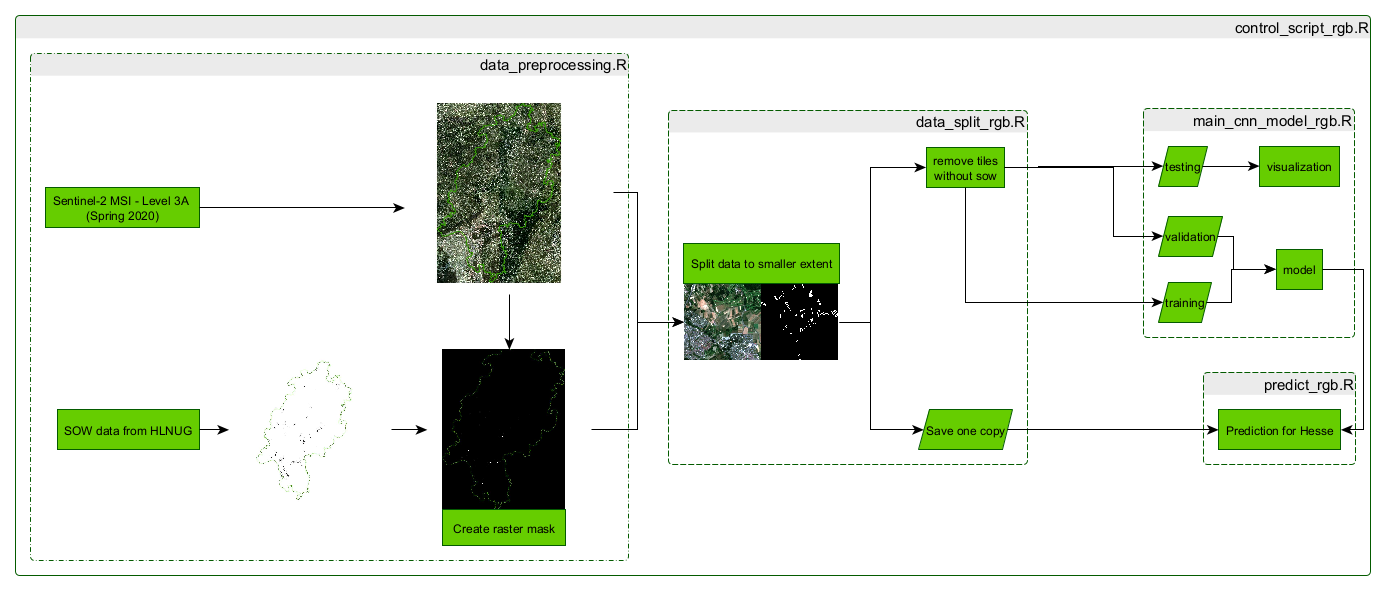 control_script_rgb.R
data_preprocessing.R
Sentinel-2 MSI - Level 3A
(Spring 2020)
SOW data from HLNUG
Create raster mask
data_split_rgb.R
Split data to smaller extent
remove tiles
without sow
Save one copy
main_cnn_model_rgb.R
testing
visualization
validation
training
model
predict_rgb.R
Prediction for Hesse